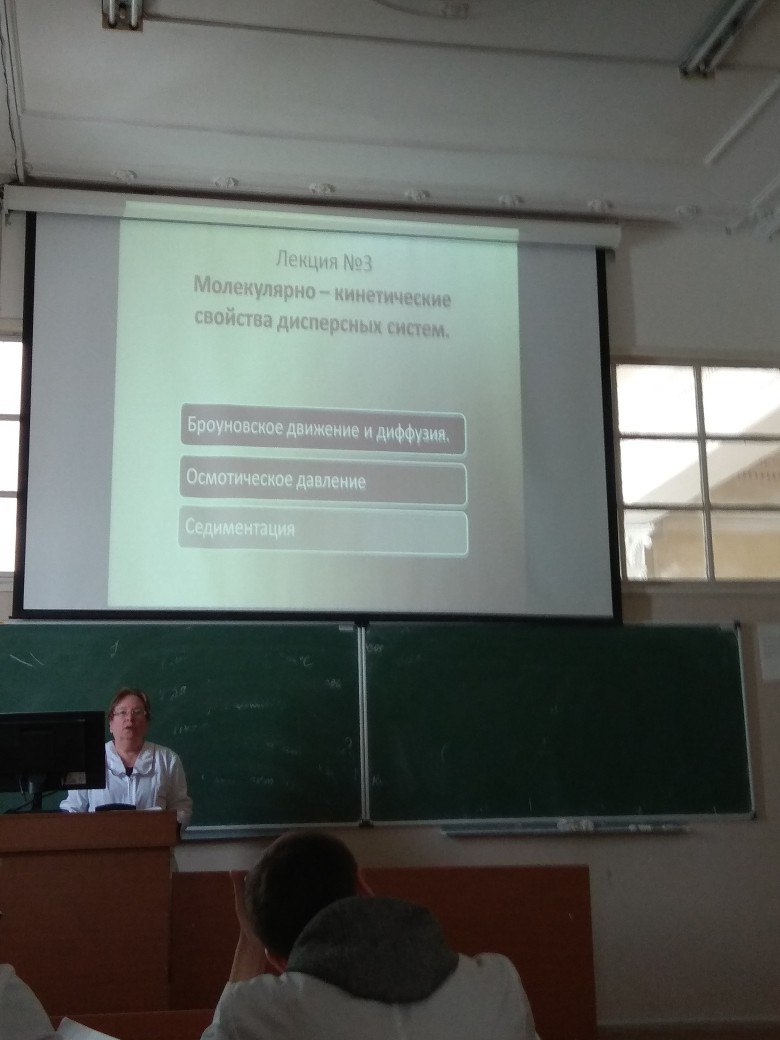 Лекция №3
Молекулярно – кинетические
свойства дисперсных систем.
Броуновское движение и диффузия.
Осмотическое давление
Седиментация